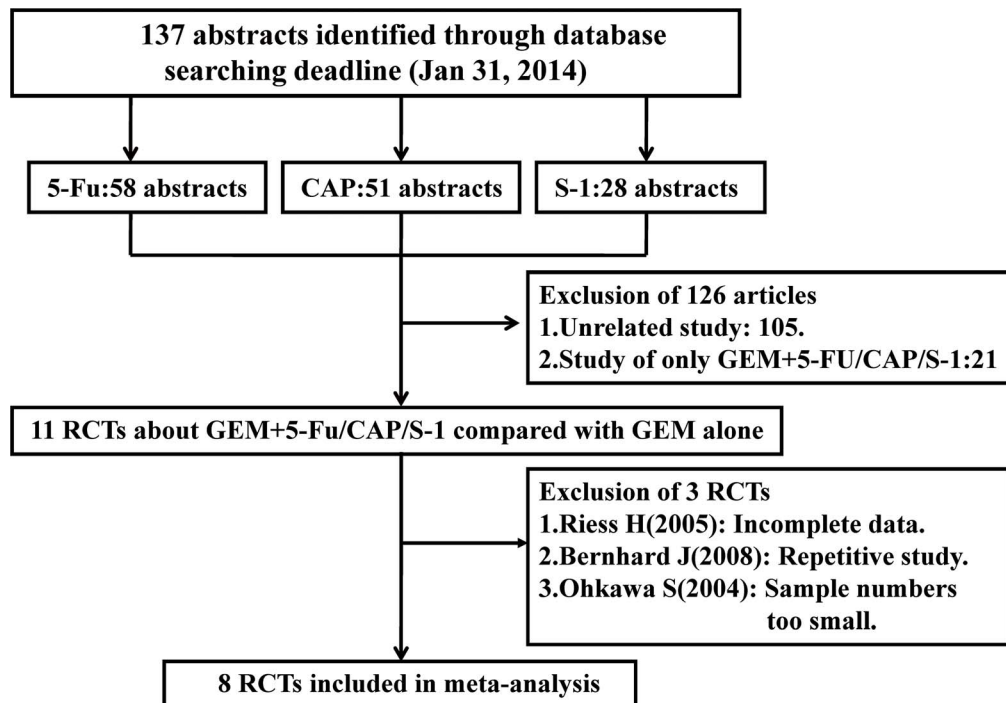 137 abstracts identified through database
searching deadline (Jan 31, 2014)
5-Fu:58 abstracts
CAP:51 abstracts
S-1:28 abstracts
Exclusion of 126 articles
1.Unrelated study: 105.
2.Study of only GEM+5-FU/CAP/S-1:21
11 RCTs about GEM+5-Fu/CAP/S-1 compared with GEM alone
Exclusion of 3 RCTs
1.Riess H(2005): Incomplete data.
2.Bernhard J(2008): Repetitive study.
3.Ohkawa S(2004): Sample numbers
too small.
8 RCTs included in meta-analysis